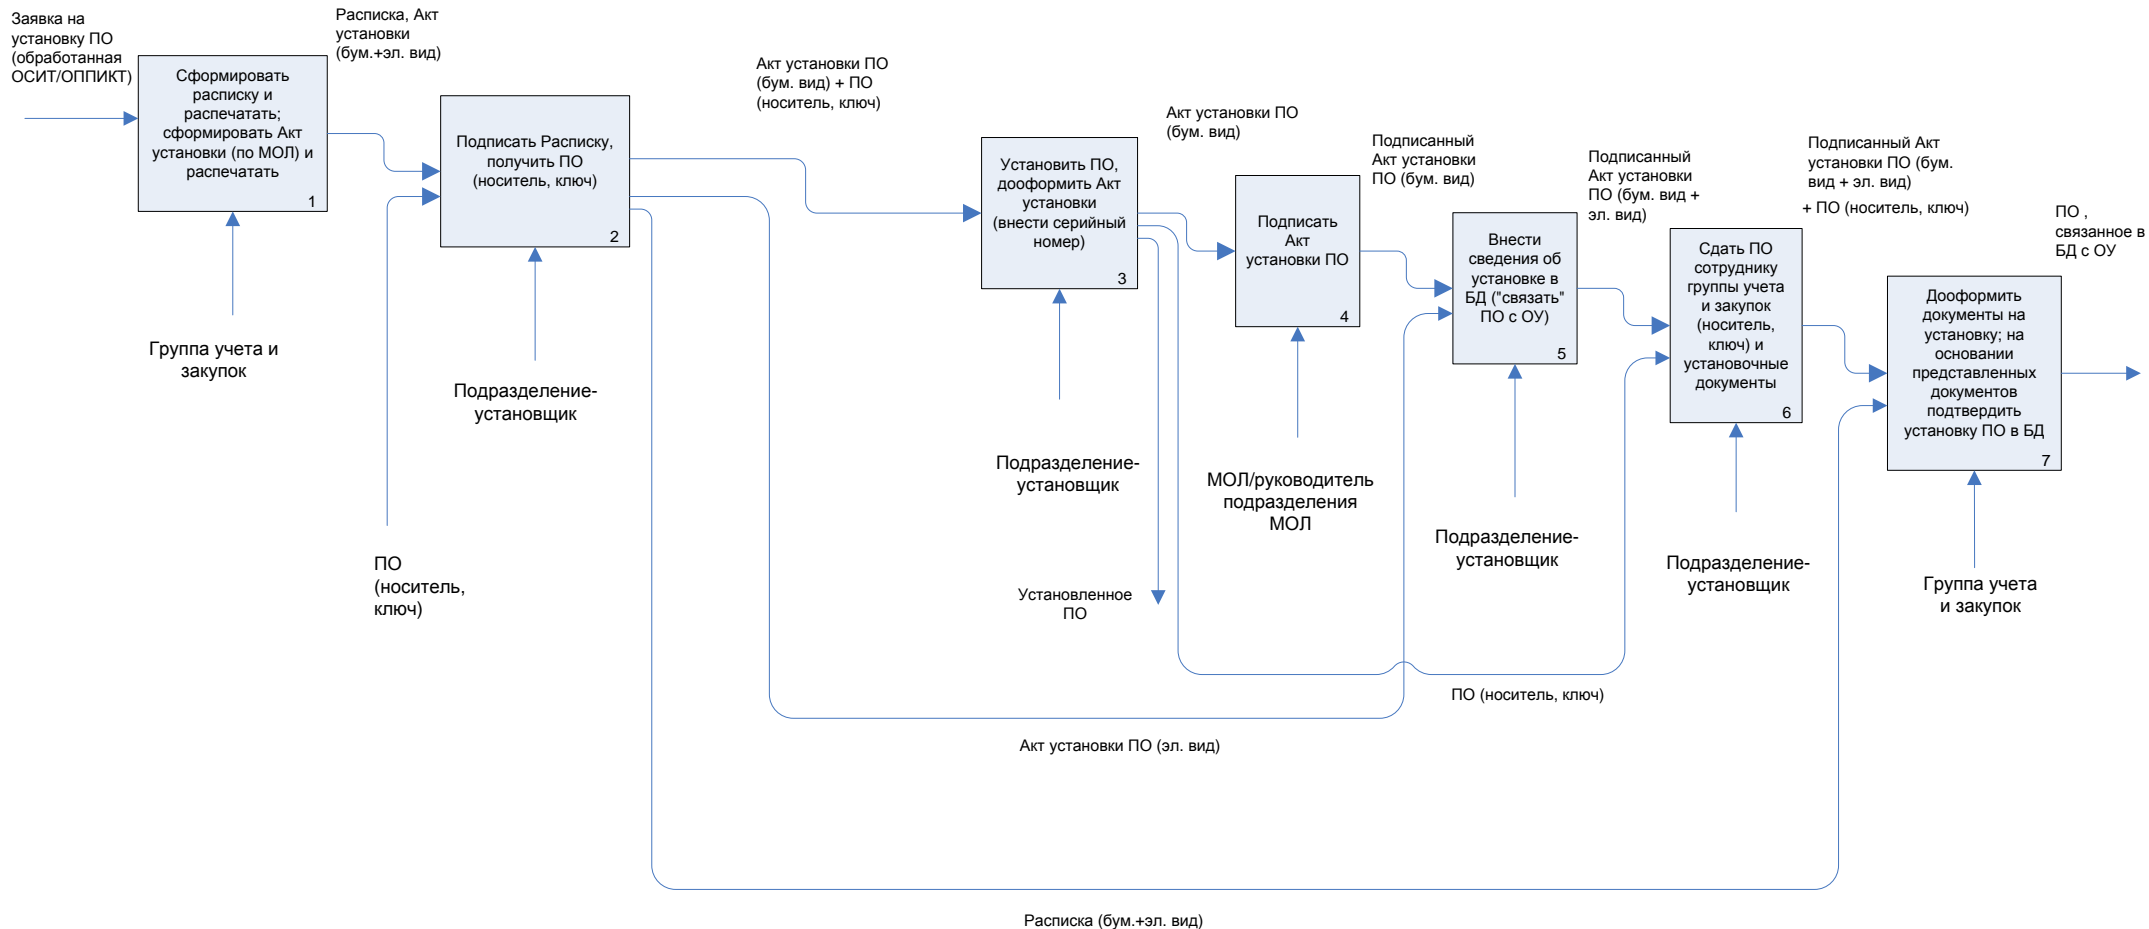 Заявка на
установку ПО
(обработанная
ОСИТ/ОППИКТ)
Сформировать
расписку и
распечатать;
сформировать Акт
установки (по МОЛ) и
распечатать
1
Группа учета и
закупок
Расписка, Акт
установки
(бум.+эл. вид)
Подписать Расписку,
получить ПО
(носитель, ключ)
2
Подразделение-
установщик
ПО
(носитель,
ключ)
Акт установки ПО
(бум. вид) + ПО
(носитель, ключ)
Установить ПО,
дооформить Акт
установки
(внести серийный
номер)
3
Подразделение-
установщик
Установленное
ПО
Акт установки ПО
(бум. вид)
Подписать
Акт
установки ПО
4
МОЛ/руководитель
подразделения
МОЛ
Подписанный
Акт установки
ПО (бум. вид)
Внести
сведения об
установке в
БД ("связать"
ПО с ОУ)
5
Подразделение-
установщик
Подписанный
Акт установки
ПО (бум. вид +
эл. вид)
Сдать ПО
сотруднику
группы учета
и закупок
(носитель,
ключ) и
установочные
документы
6
Подразделение-
установщик
Подписанный Акт
установки ПО (бум.
вид + эл. вид)
+ ПО (носитель, ключ)
Дооформить
документы на
установку; на
основании
представленных
документов
подтвердить
установку ПО в БД
7
Группа учета
и закупок
ПО ,
связанное в
БД с ОУ
ПО (носитель, ключ)
Акт установки ПО (эл. вид)
Расписка (бум.+эл. вид)